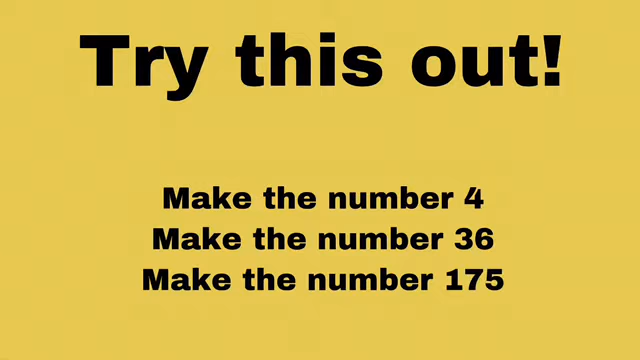 Try this out!
Make the number 4
Make the number 36
Make the number 175